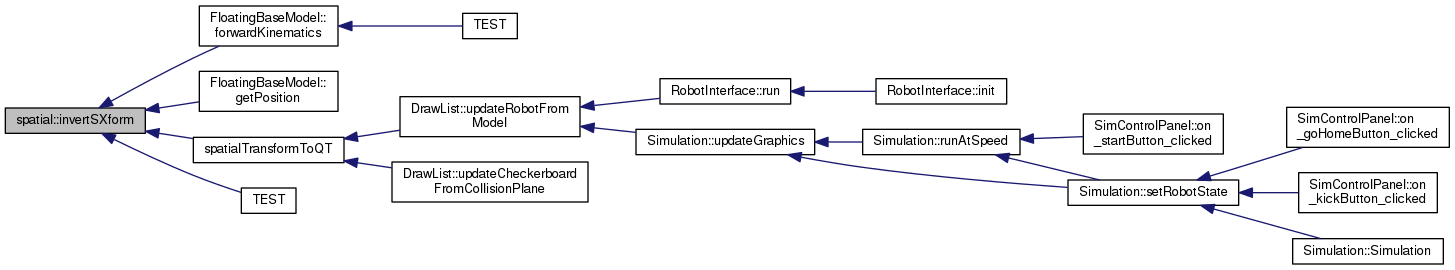 spatial::invertSXform
FloatingBaseModel::
forwardKinematics
TEST
FloatingBaseModel::
getPosition
spatialTransformToQT
TEST
DrawList::updateRobotFrom
Model
DrawList::updateCheckerboard
FromCollisionPlane
RobotInterface::run
RobotInterface::init
Simulation::updateGraphics
Simulation::runAtSpeed
SimControlPanel::on
_startButton_clicked
Simulation::setRobotState
SimControlPanel::on
_goHomeButton_clicked
SimControlPanel::on
_kickButton_clicked
Simulation::Simulation